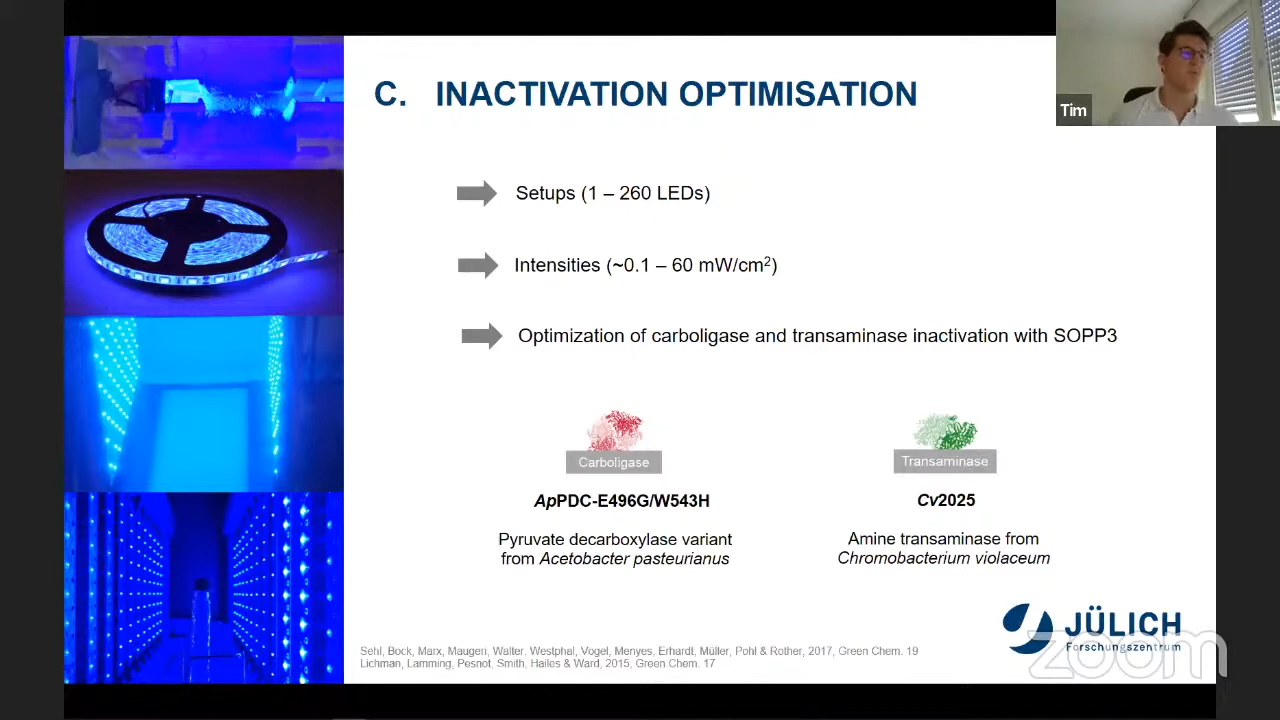 C. INACTIVATION OPTIMISATION
Tim
Setups (1 – 260 LEDs)
Intensities (~0.1 – 60 mW/cm²)
Optimization of carboligase and transaminase inactivation with SOPP3
Carboligase
ApPDC-E496G/W543H
Pyruvate decarboxylase variant
from Acetobacter pasteurianus
Transaminase
Cv2025
Amine transaminase from
Chromobacterium violaceum
JÜLICH
Forschungszentrum
zoom
Sehl, Bock, Marx, Maugeri, Walter, Westphal, Vogel, Menyes, Erhardt, Müller, Pohl & Rother, 2017, Green Chem. 19
Lichman, Lamming, Pesnot, Smith, Hailes & Ward, 2015, Green Chem. 17